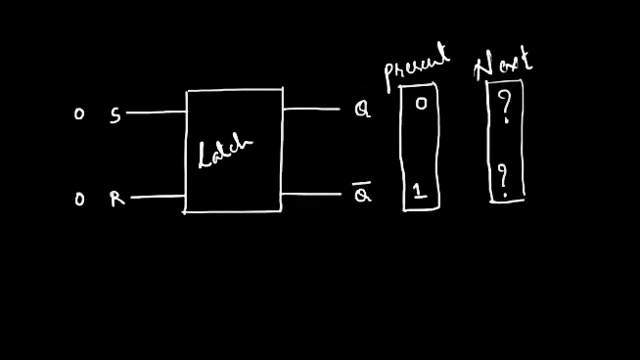 Present Next
0 S Q 0 ?
Latch
0 R Q̅ 1 ?